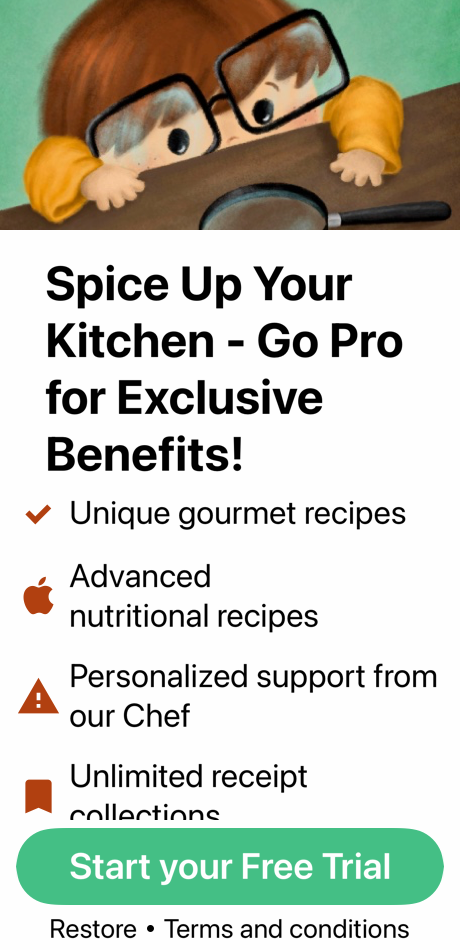 Spice Up Your
Kitchen - Go Pro
for Exclusive
Benefits!
Unique gourmet recipes
Advanced
nutritional recipes
Personalized support from
our Chef
Unlimited receipt
collections
Start your Free Trial
Restore • Terms and conditions